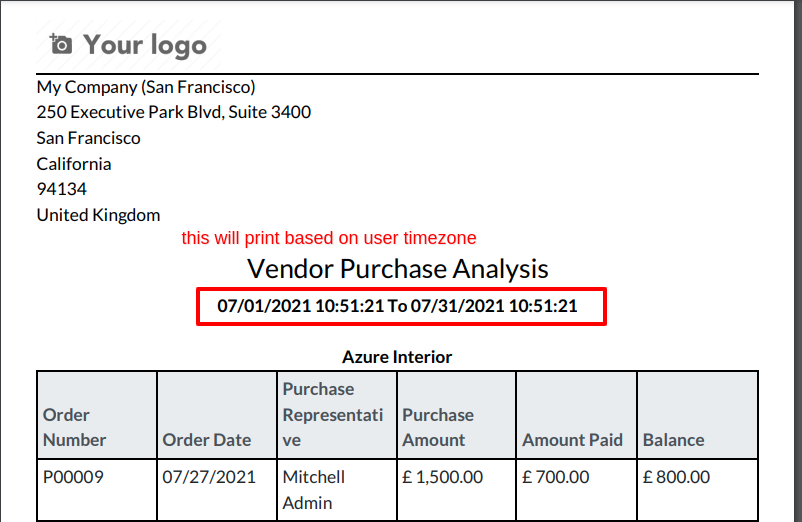 Your logo
My Company (San Francisco)
250 Executive Park Blvd, Suite 3400
San Francisco
California
94134
United Kingdom
this will print based on user timezone
Vendor Purchase Analysis
07/01/2021 10:51:21 To 07/31/2021 10:51:21
Azure Interior
Order Number
Order Date
Purchase Representati
ve
Purchase Amount
Amount Paid
Balance
P00009
07/27/2021
Mitchell Admin
£ 1,500.00
£ 700.00
£ 800.00